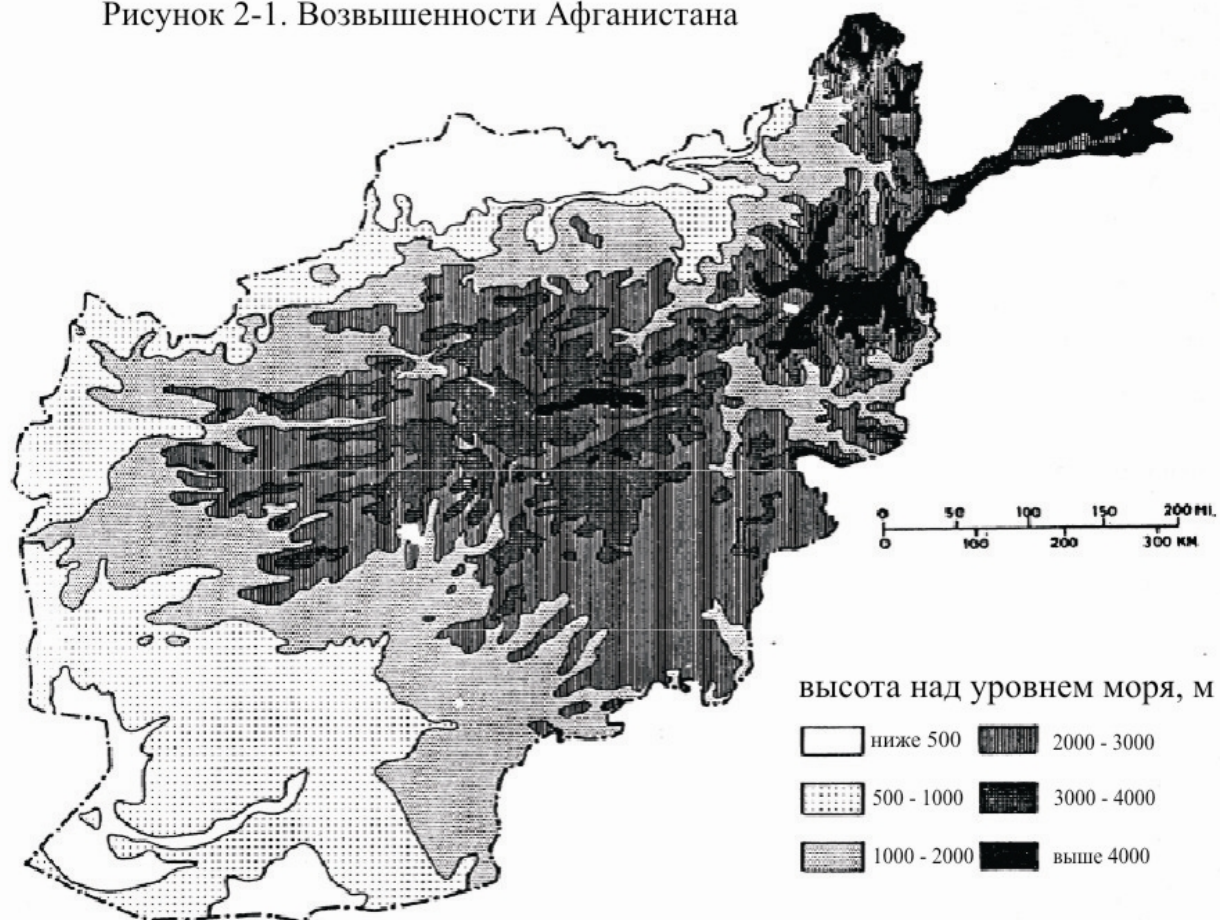 Рисунок 2-1. Возвышенности Афганистана
0 50 100 150 200 MI.
0 100 200 300 KM
высота над уровнем моря, м
ниже 500
2000 - 3000
500 - 1000
3000 - 4000
1000 - 2000
выше 4000